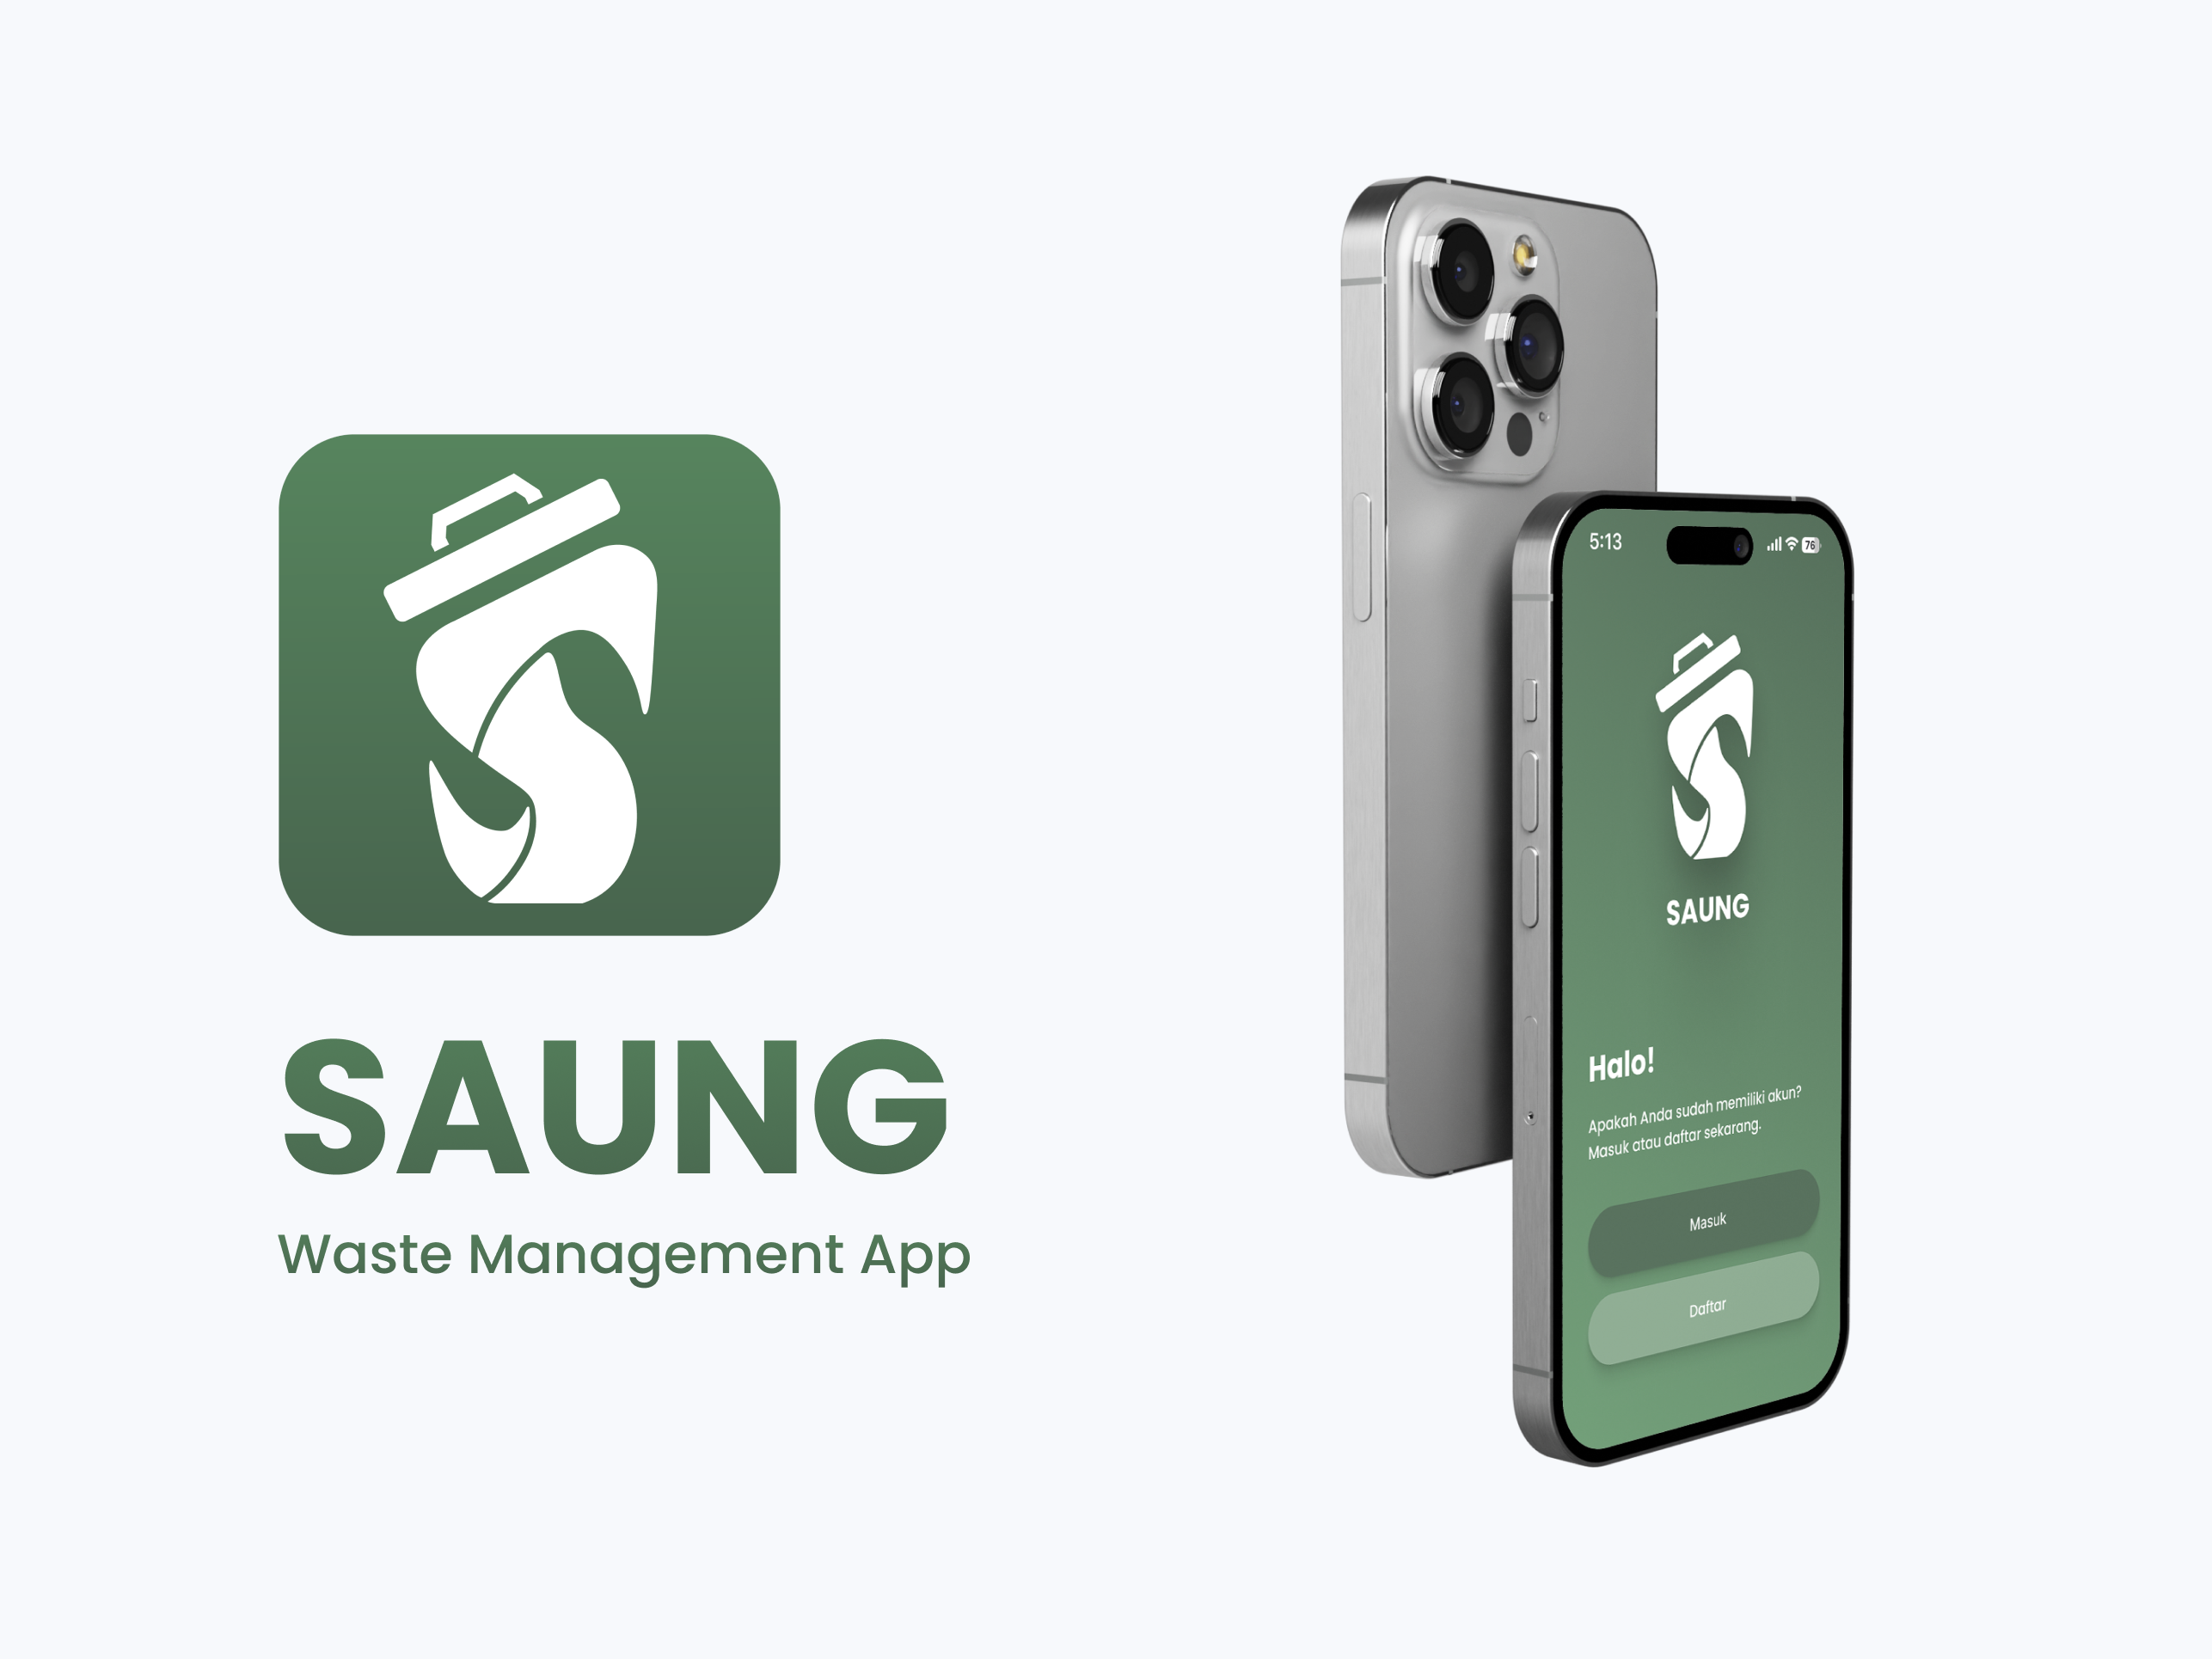 SAUNG
Waste Management App
5:13
76
SAUNG
Halo!
Apakah Anda sudah memiliki akun?
Masuk atau daftar sekarang.
Masuk
Daftar